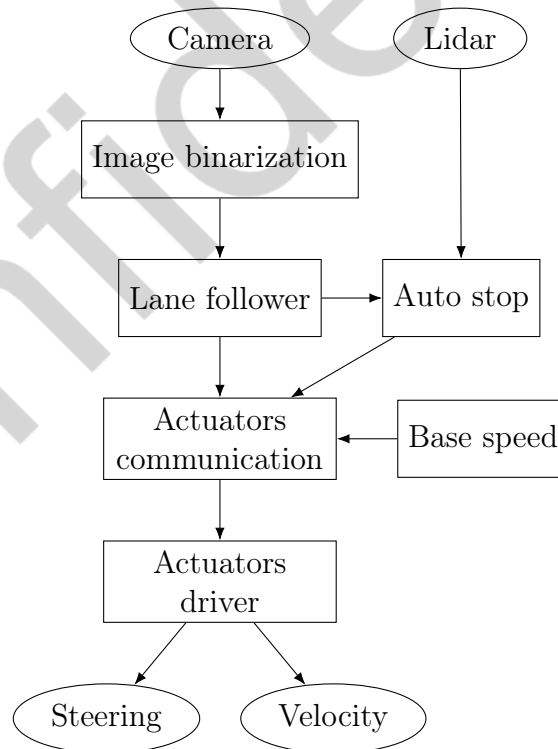 Camera
Lidar
Image binarization
Lane follower
Auto stop
Actuators
communication
Base speed
Actuators
driver
Steering
Velocity